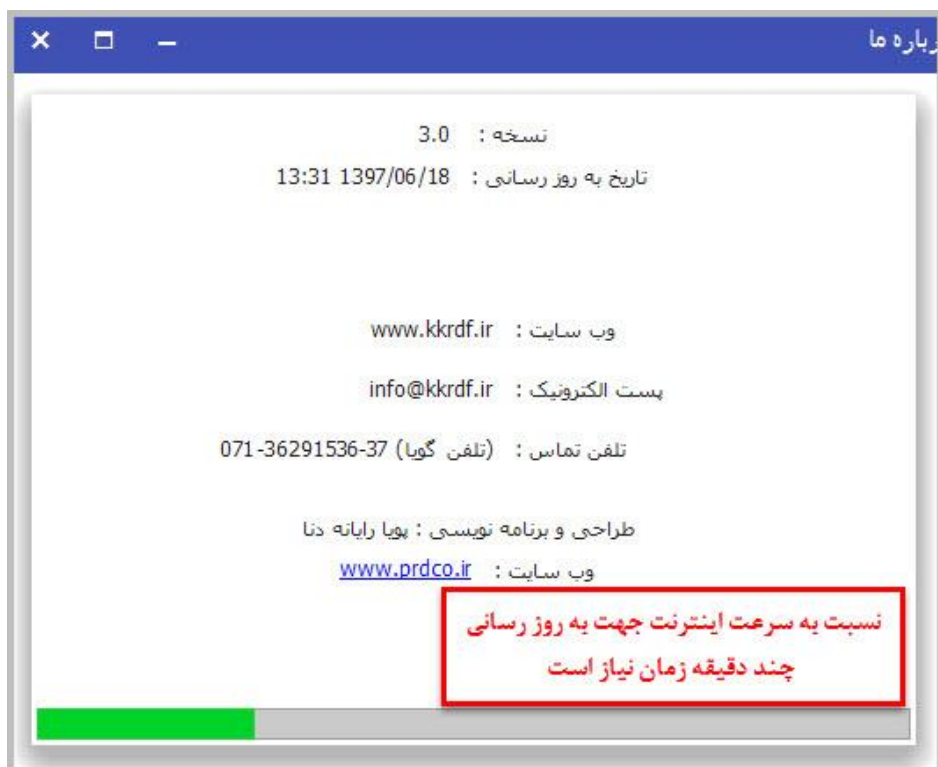 درباره ما
نسخه : 3.0
تاریخ به روز رسانی : 1397/06/18 13:31
وب سایت : www.kkrdf.ir
پست الکترونیک : info@kkrdf.ir
تلفن تماس : (تلفن گویا) 071-36291536-37
طراحی و برنامه نویسی : پویا رایانه دنا
وب سایت : www.prdco.ir
نسبت به سرعت اینترنت جهت به روز رسانی
چند دقیقه زمان نیاز است